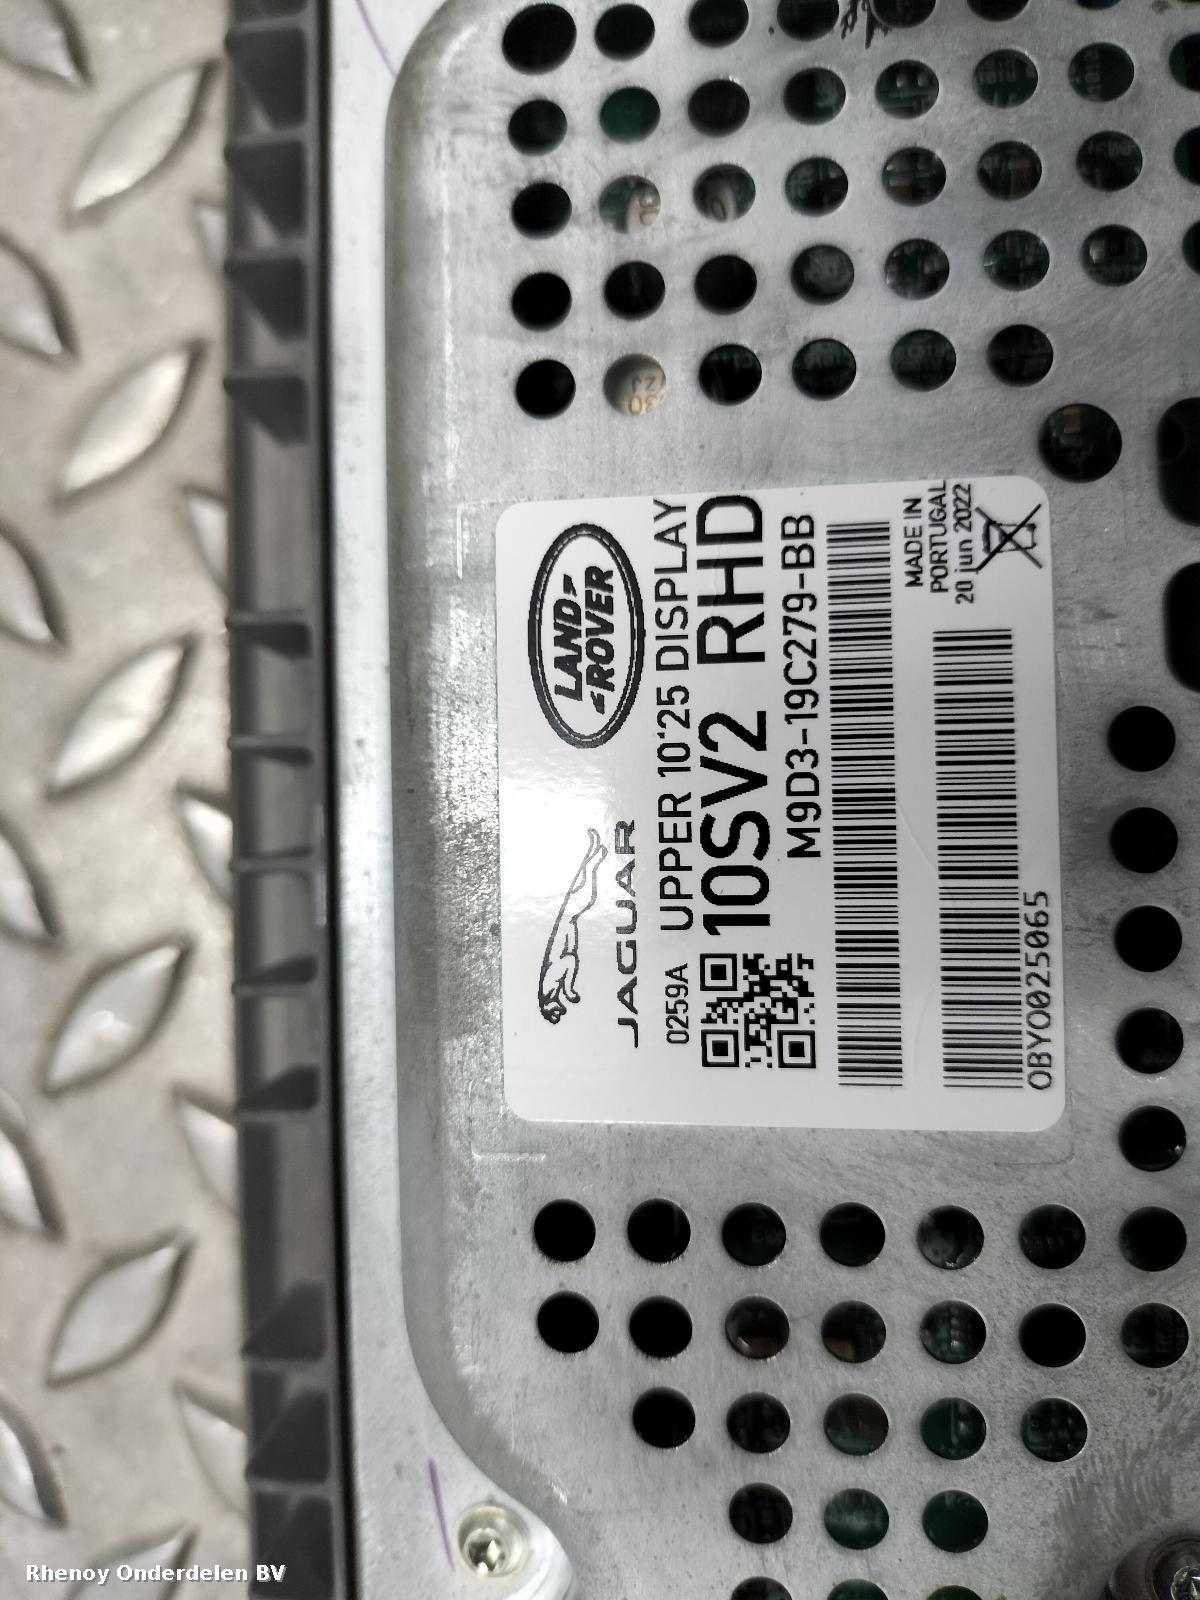 JAGUAR
LAND
ROVER
0259A UPPER 10'25 DISPLAY
10SV2 RHD
M9D3-19C279-BB
MADE IN
PORTUGAL
20 jun 2022
OBYO0025065
Rhenoy Onderdelen BV